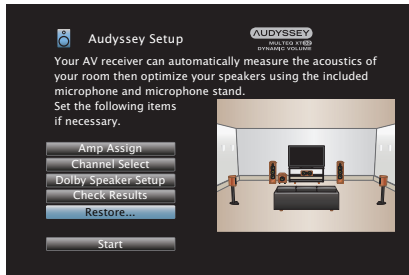 Audyssey Setup
AUDYSSEY
MULTEQ XT32
DYNAMIC VOLUME
Your AV receiver can automatically measure the acoustics of
your room then optimize your speakers using the included
microphone and microphone stand.
Set the following items
if necessary.
Amp Assign
Channel Select
Dolby Speaker Setup
Check Results
Restore...
Start